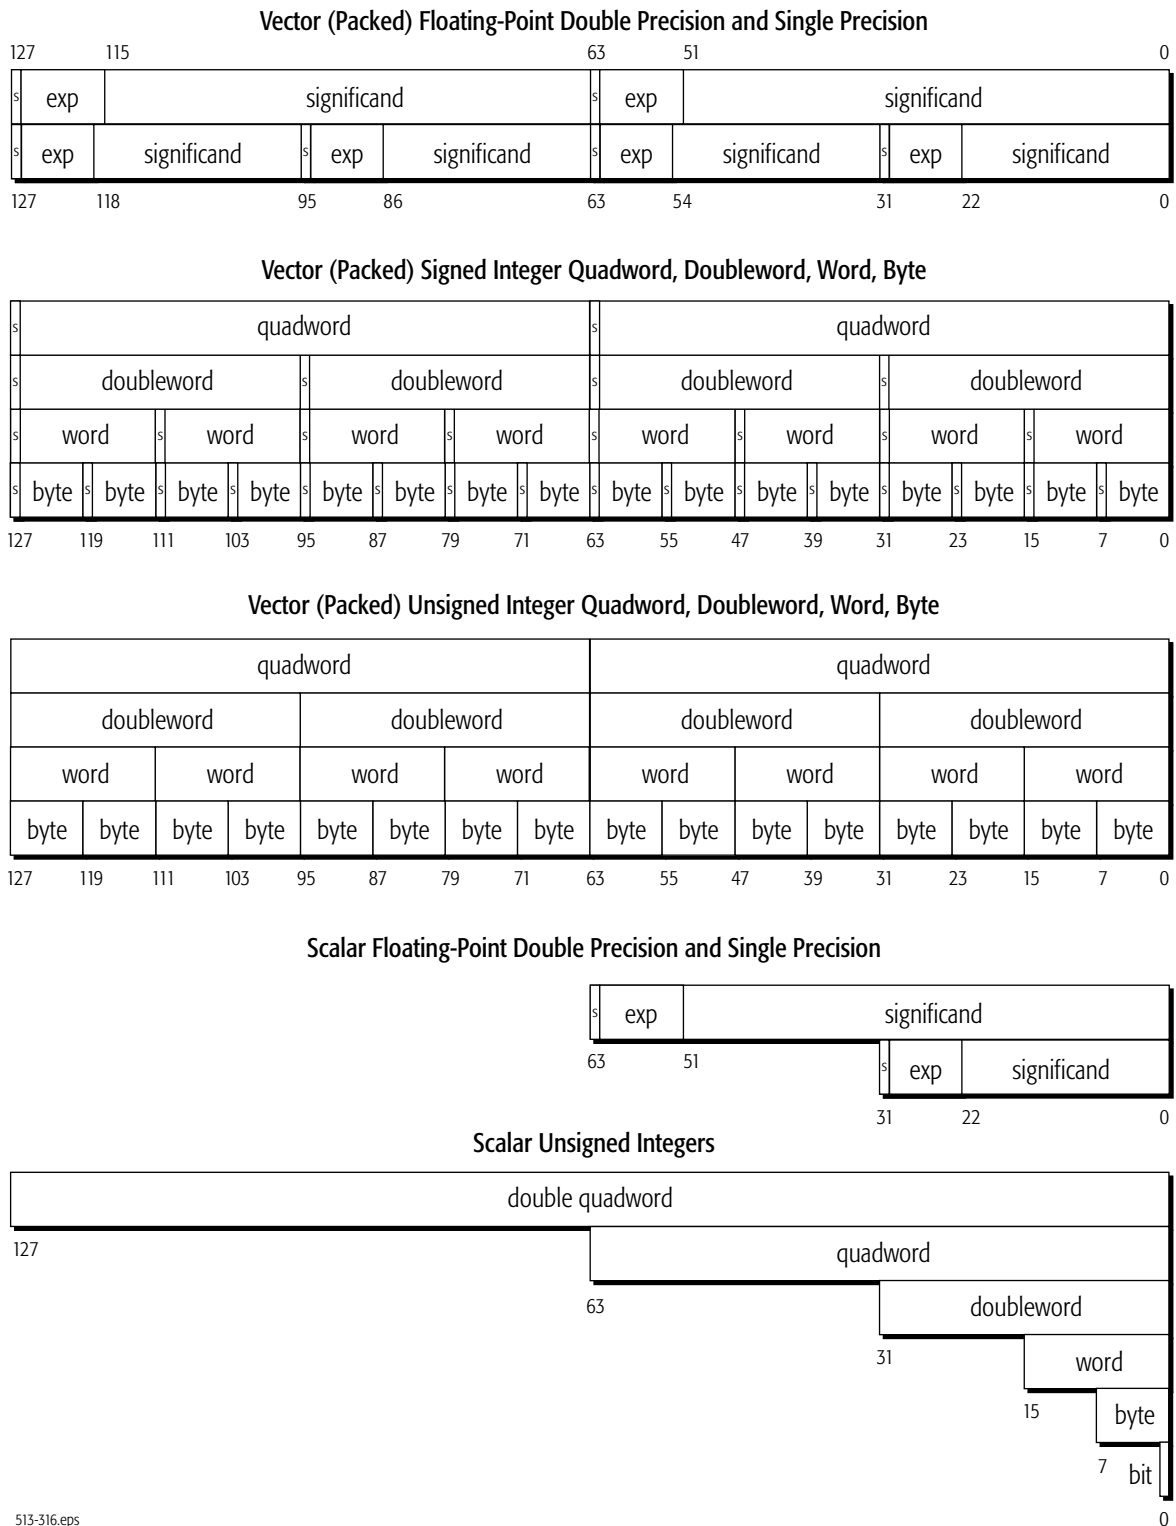 Vector (Packed) Floating-Point Double Precision and Single Precision
127 115 63 51 0
s exp significand s exp significand
s exp significand s exp significand s exp significand s exp significand
127 118 95 86 63 54 31 22 0
Vector (Packed) Signed Integer Quadword, Doubleword, Word, Byte
s quadword s quadword
s doubleword s doubleword s doubleword s doubleword
s word s word s word s word s word s word s word s word
s byte s byte s byte s byte s byte s byte s byte s byte s byte s byte s byte s byte s byte s byte s byte s byte
127 119 111 103 95 87 79 71 63 55 47 39 31 23 15 7 0
Vector (Packed) Unsigned Integer Quadword, Doubleword, Word, Byte
quadword quadword
doubleword doubleword doubleword doubleword
word word word word word word word word
byte byte byte byte byte byte byte byte byte byte byte byte byte byte byte byte
127 119 111 103 95 87 79 71 63 55 47 39 31 23 15 7 0
Scalar Floating-Point Double Precision and Single Precision
s exp significand
63 51
s exp significand
31 22 0
Scalar Unsigned Integers
double quadword
127
quadword
63
doubleword
31
word
15
byte
7
bit
513-316.eps 0